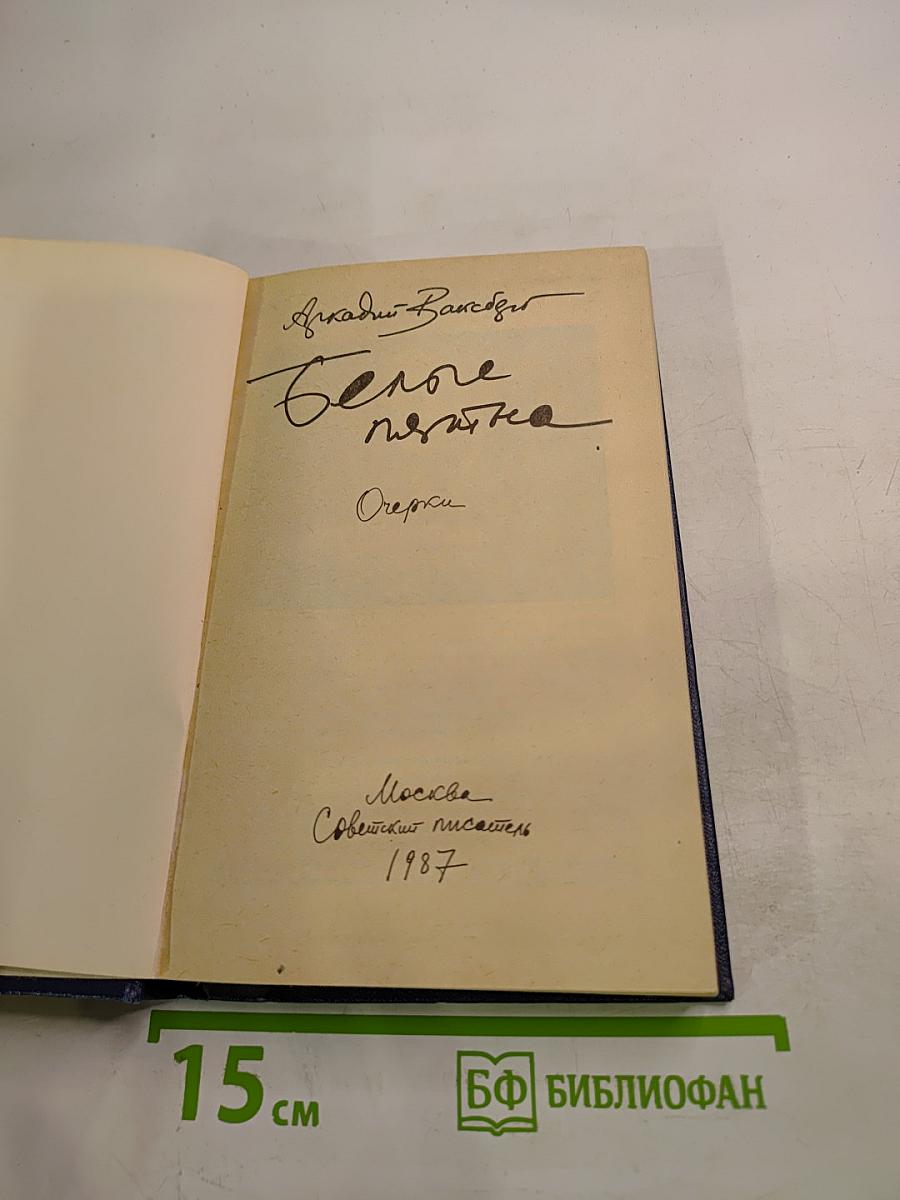 Аркадий Ваксберг
Белые
пятна
Очерки
Москва
Советский писатель
1987
15 см
БФ БИБЛИОФАН